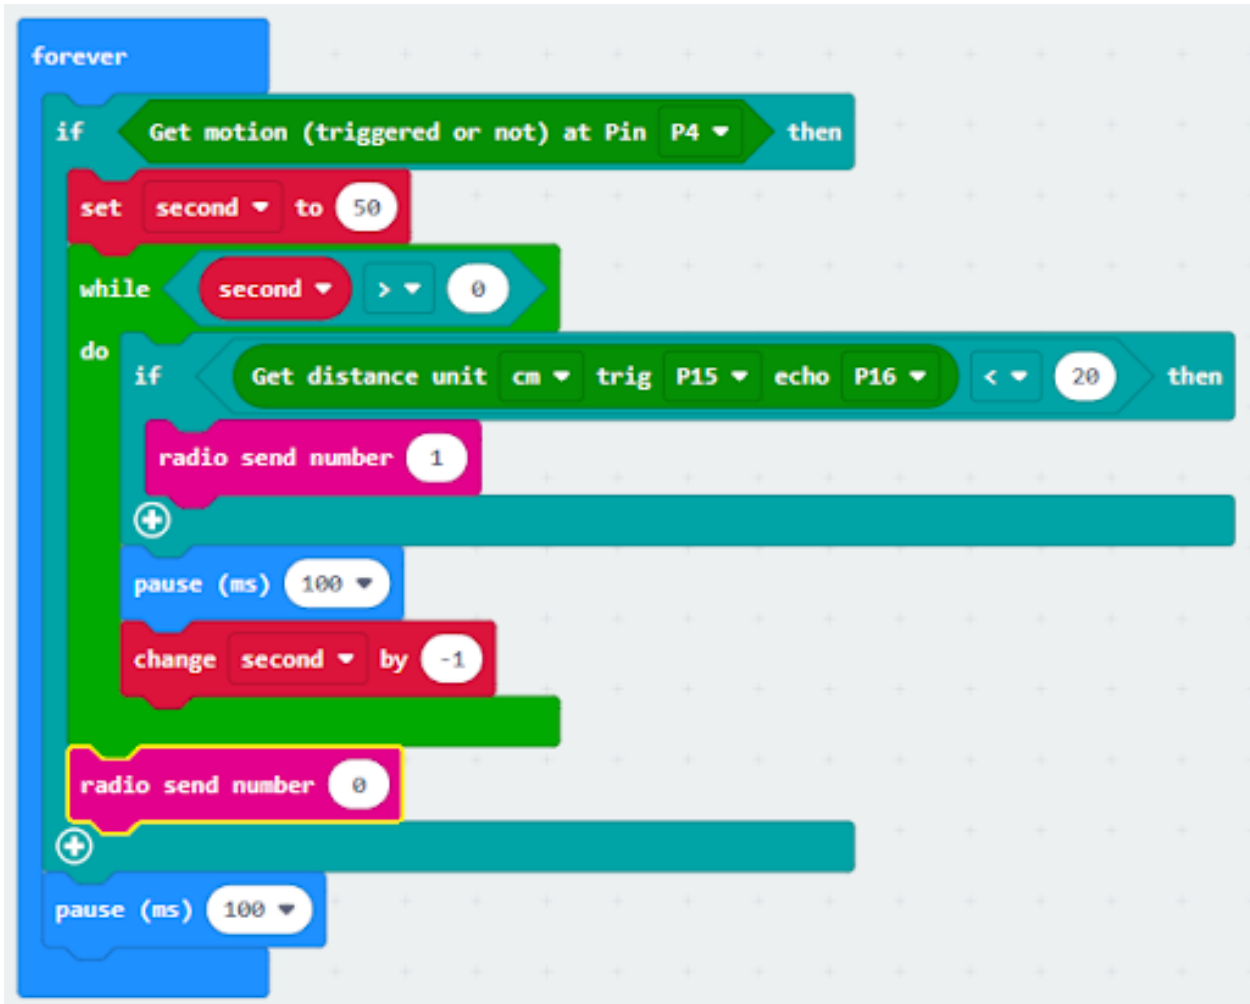 forever
if Get motion (triggered or not) at Pin P4 then
set second to 50
while second > 0
do if Get distance unit cm trig P15 echo P16 < 20 then
radio send number 1
pause (ms) 100
change second by -1
radio send number 0
pause (ms) 100